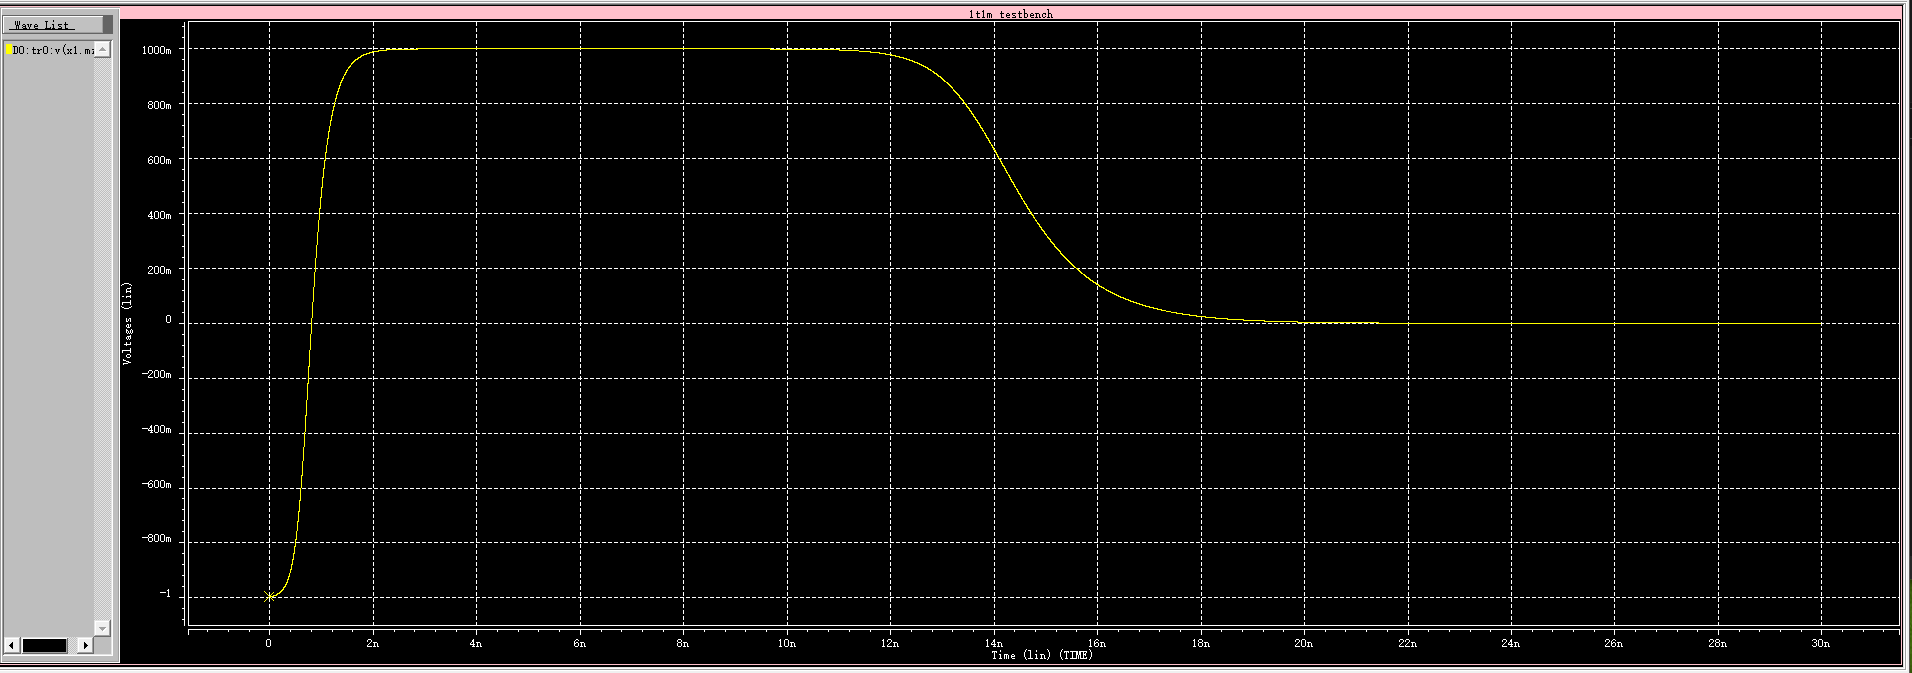 1t1m testbench
Wave List
D0:tr0:v(x1.mz
Voltages (lin)
1000m
800m
600m
400m
200m
0
-200m
-400m
-600m
-800m
-1
0 2n 4n 6n 8n 10n 12n 14n 16n 18n 20n 22n 24n 26n 28n 30n
Time (lin) (TIME)